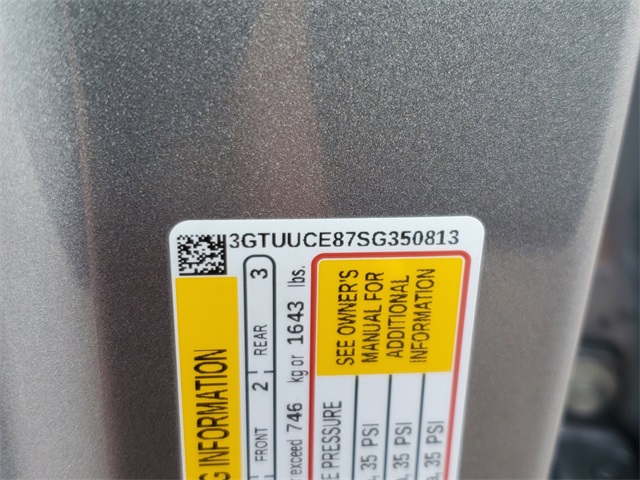 3GTUUCE87SG350813
INFORMATION
FRONT 2 REAR 3
exceed 746 kg or 1643 lbs.
PRESSURE
SEE OWNER'S
MANUAL FOR
ADDITIONAL
INFORMATION
35 PSI
35 PSI
35 PSI